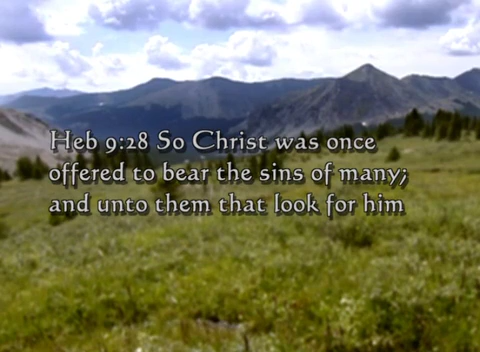 Heb 9:28 So Christ was once
offered to bear the sins of many;
and unto them that look for him